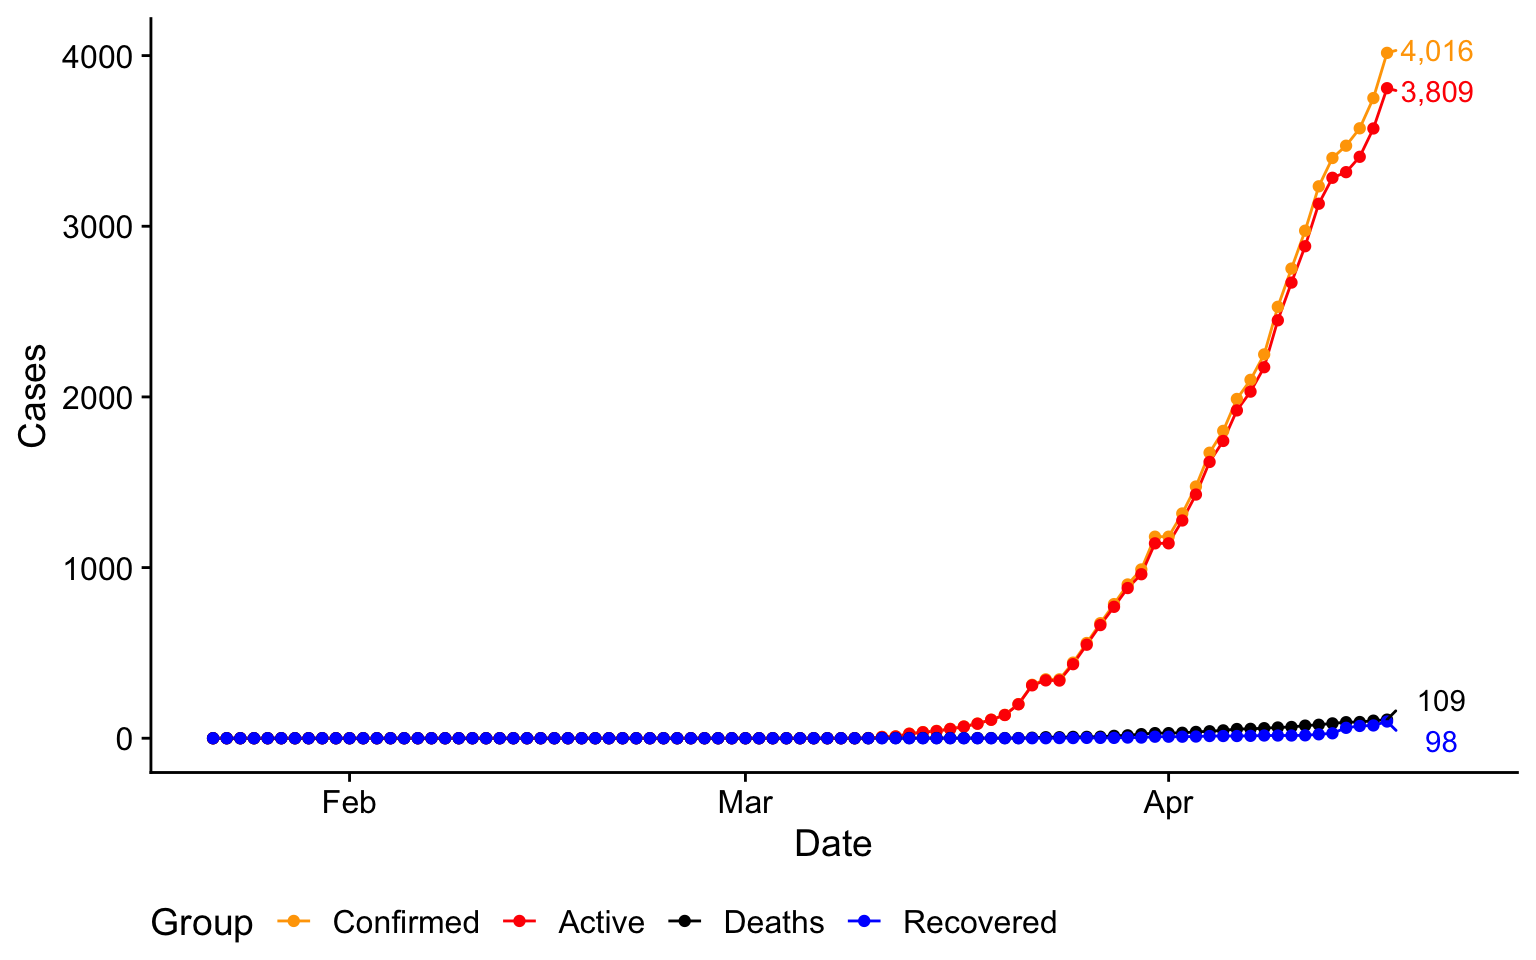 4000
3000
2000
1000
0
Cases
4,016
3,809
109
98
Feb Mar Apr
Date
Group Confirmed Active Deaths Recovered